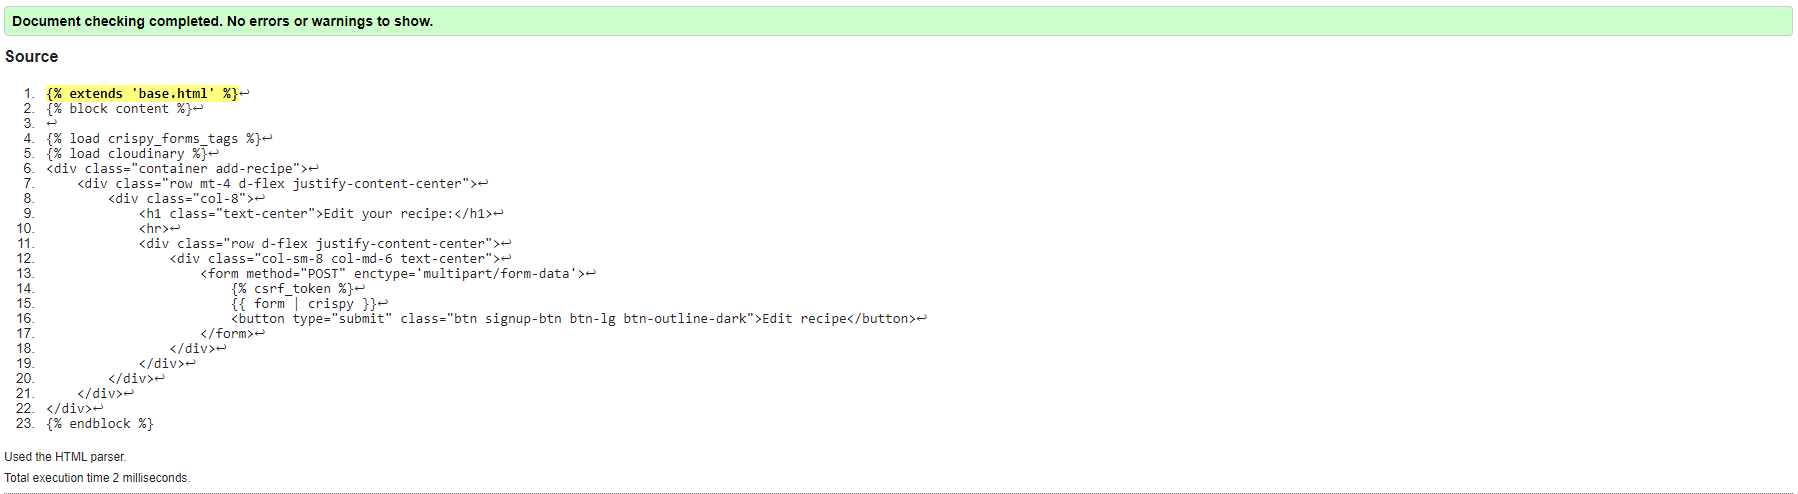 Document checking completed. No errors or warnings to show.
Source
1. {% extends 'base.html' %}↩
2. {% block content %}↩
3. ↩
4. {% load crispy_forms_tags %}↩
5. {% load cloudinary %}↩
6. <div class="container add-recipe">↩
7.     <div class="row mt-4 d-flex justify-content-center">↩
8.         <div class="col-8">↩
9.             <h1 class="text-center">Edit your recipe:</h1>↩
10.             <hr>↩
11.             <div class="row d-flex justify-content-center">↩
12.                 <div class="col-sm-8 col-md-6 text-center">↩
13.                     <form method="POST" enctype='multipart/form-data'>↩
14.                         {% csrf_token %}↩
15.                         {{ form | crispy }}↩
16.                         <button type="submit" class="btn signup-btn btn-lg btn-outline-dark">Edit recipe</button>↩
17.                     </form>↩
18.                 </div>↩
19.             </div>↩
20.         </div>↩
21.     </div>↩
22. </div>↩
23. {% endblock %}
Used the HTML parser.
Total execution time 2 milliseconds.